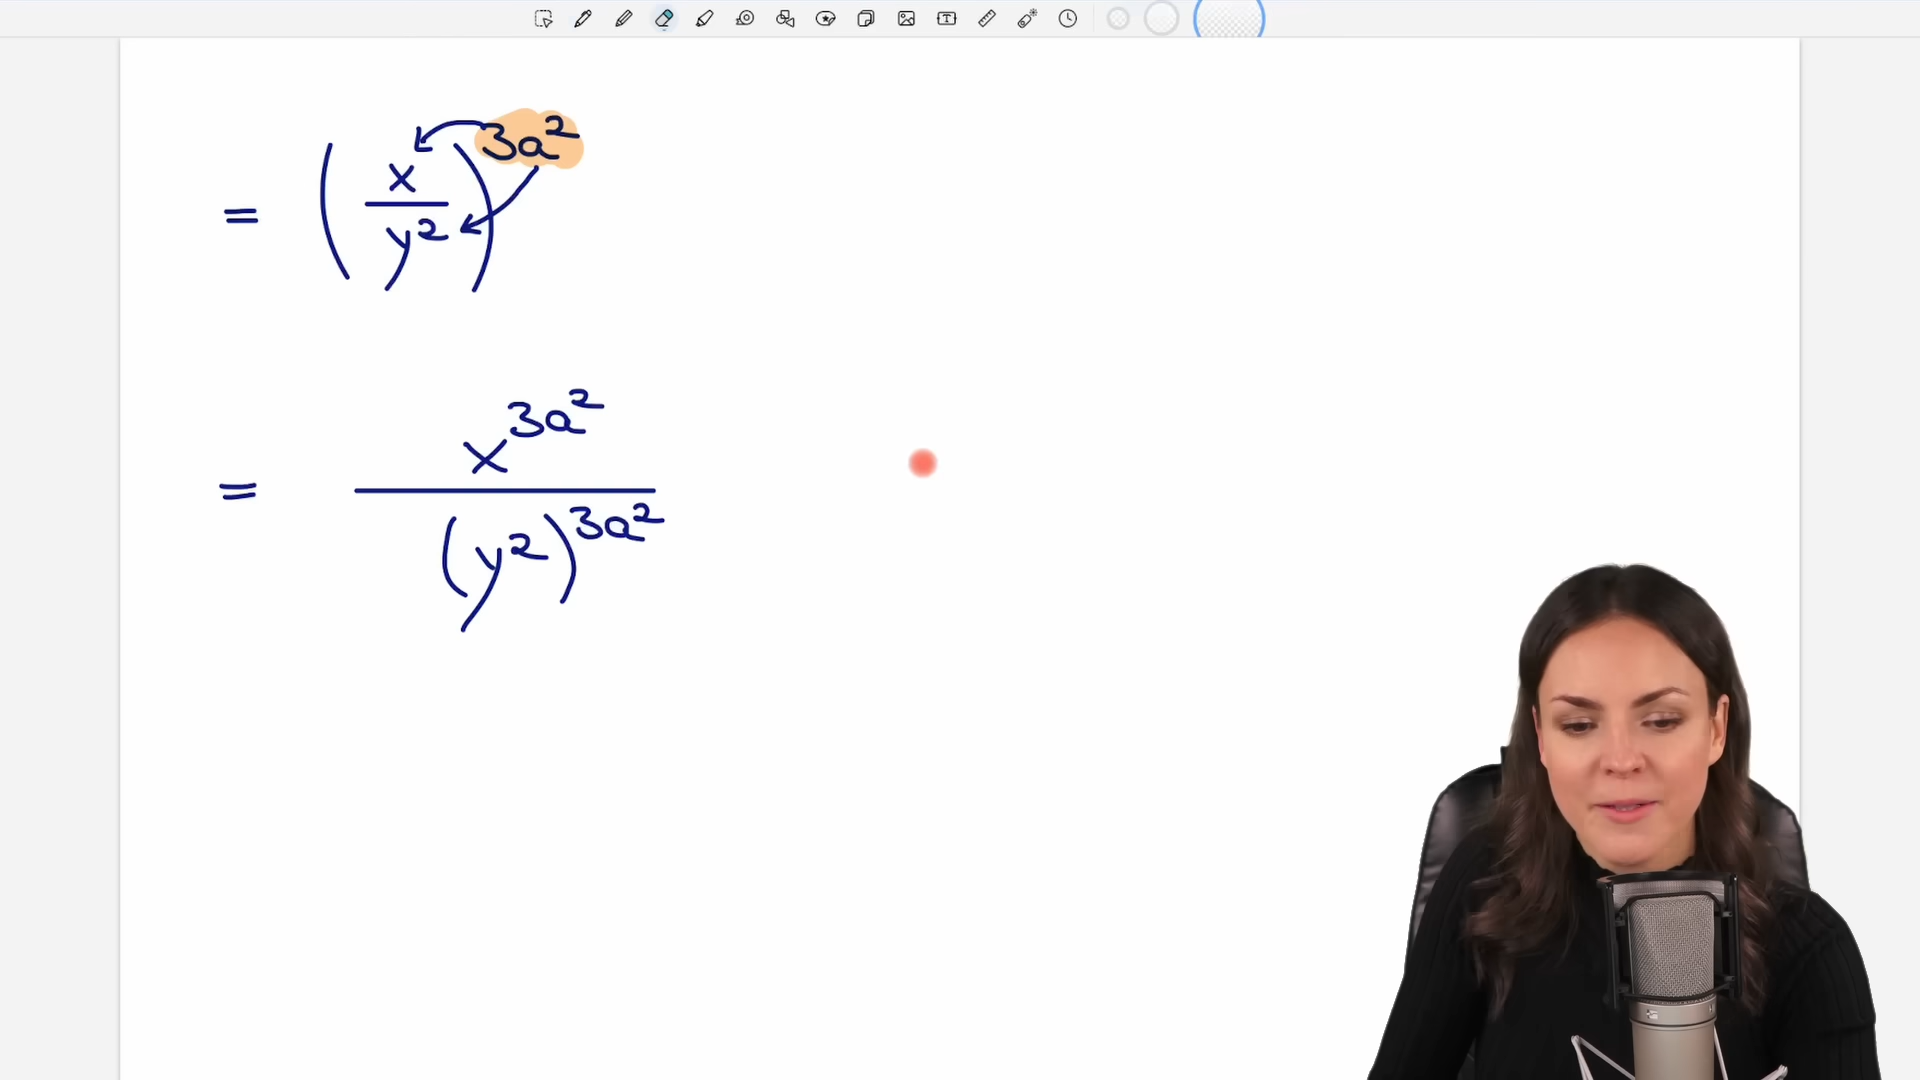 = ( x / y² )^3a²
= x^3a² / (y²)^3a²